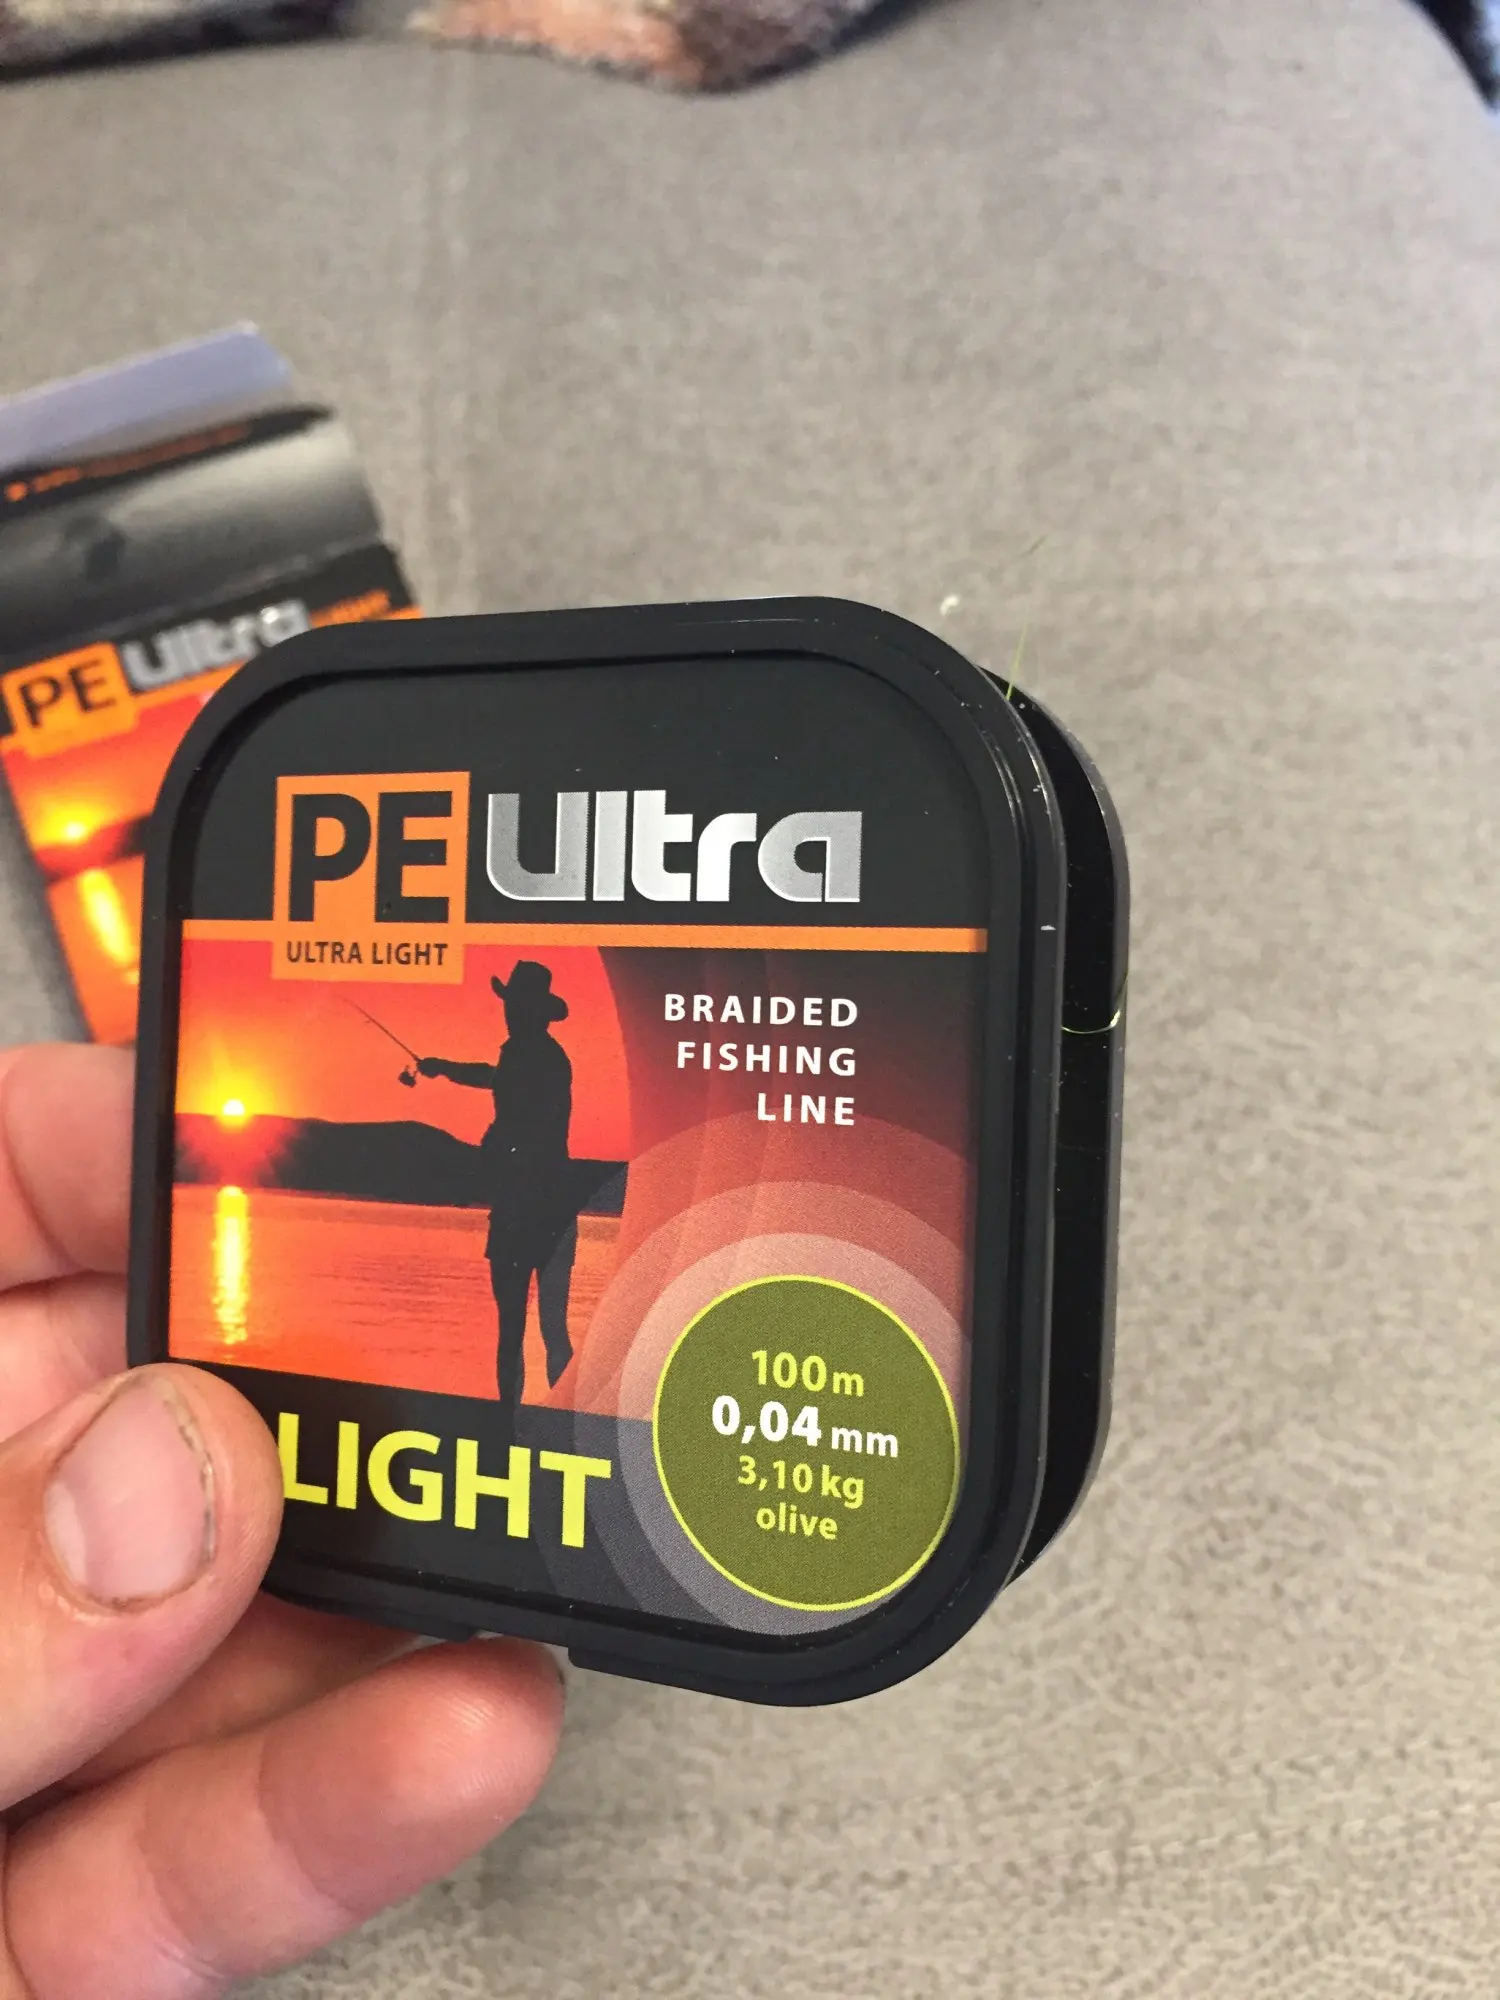 PE Ultra
PE Ultra
ULTRA LIGHT
BRAIDED
FISHING
LINE
LIGHT
100m
0,04 mm
3,10 kg
olive